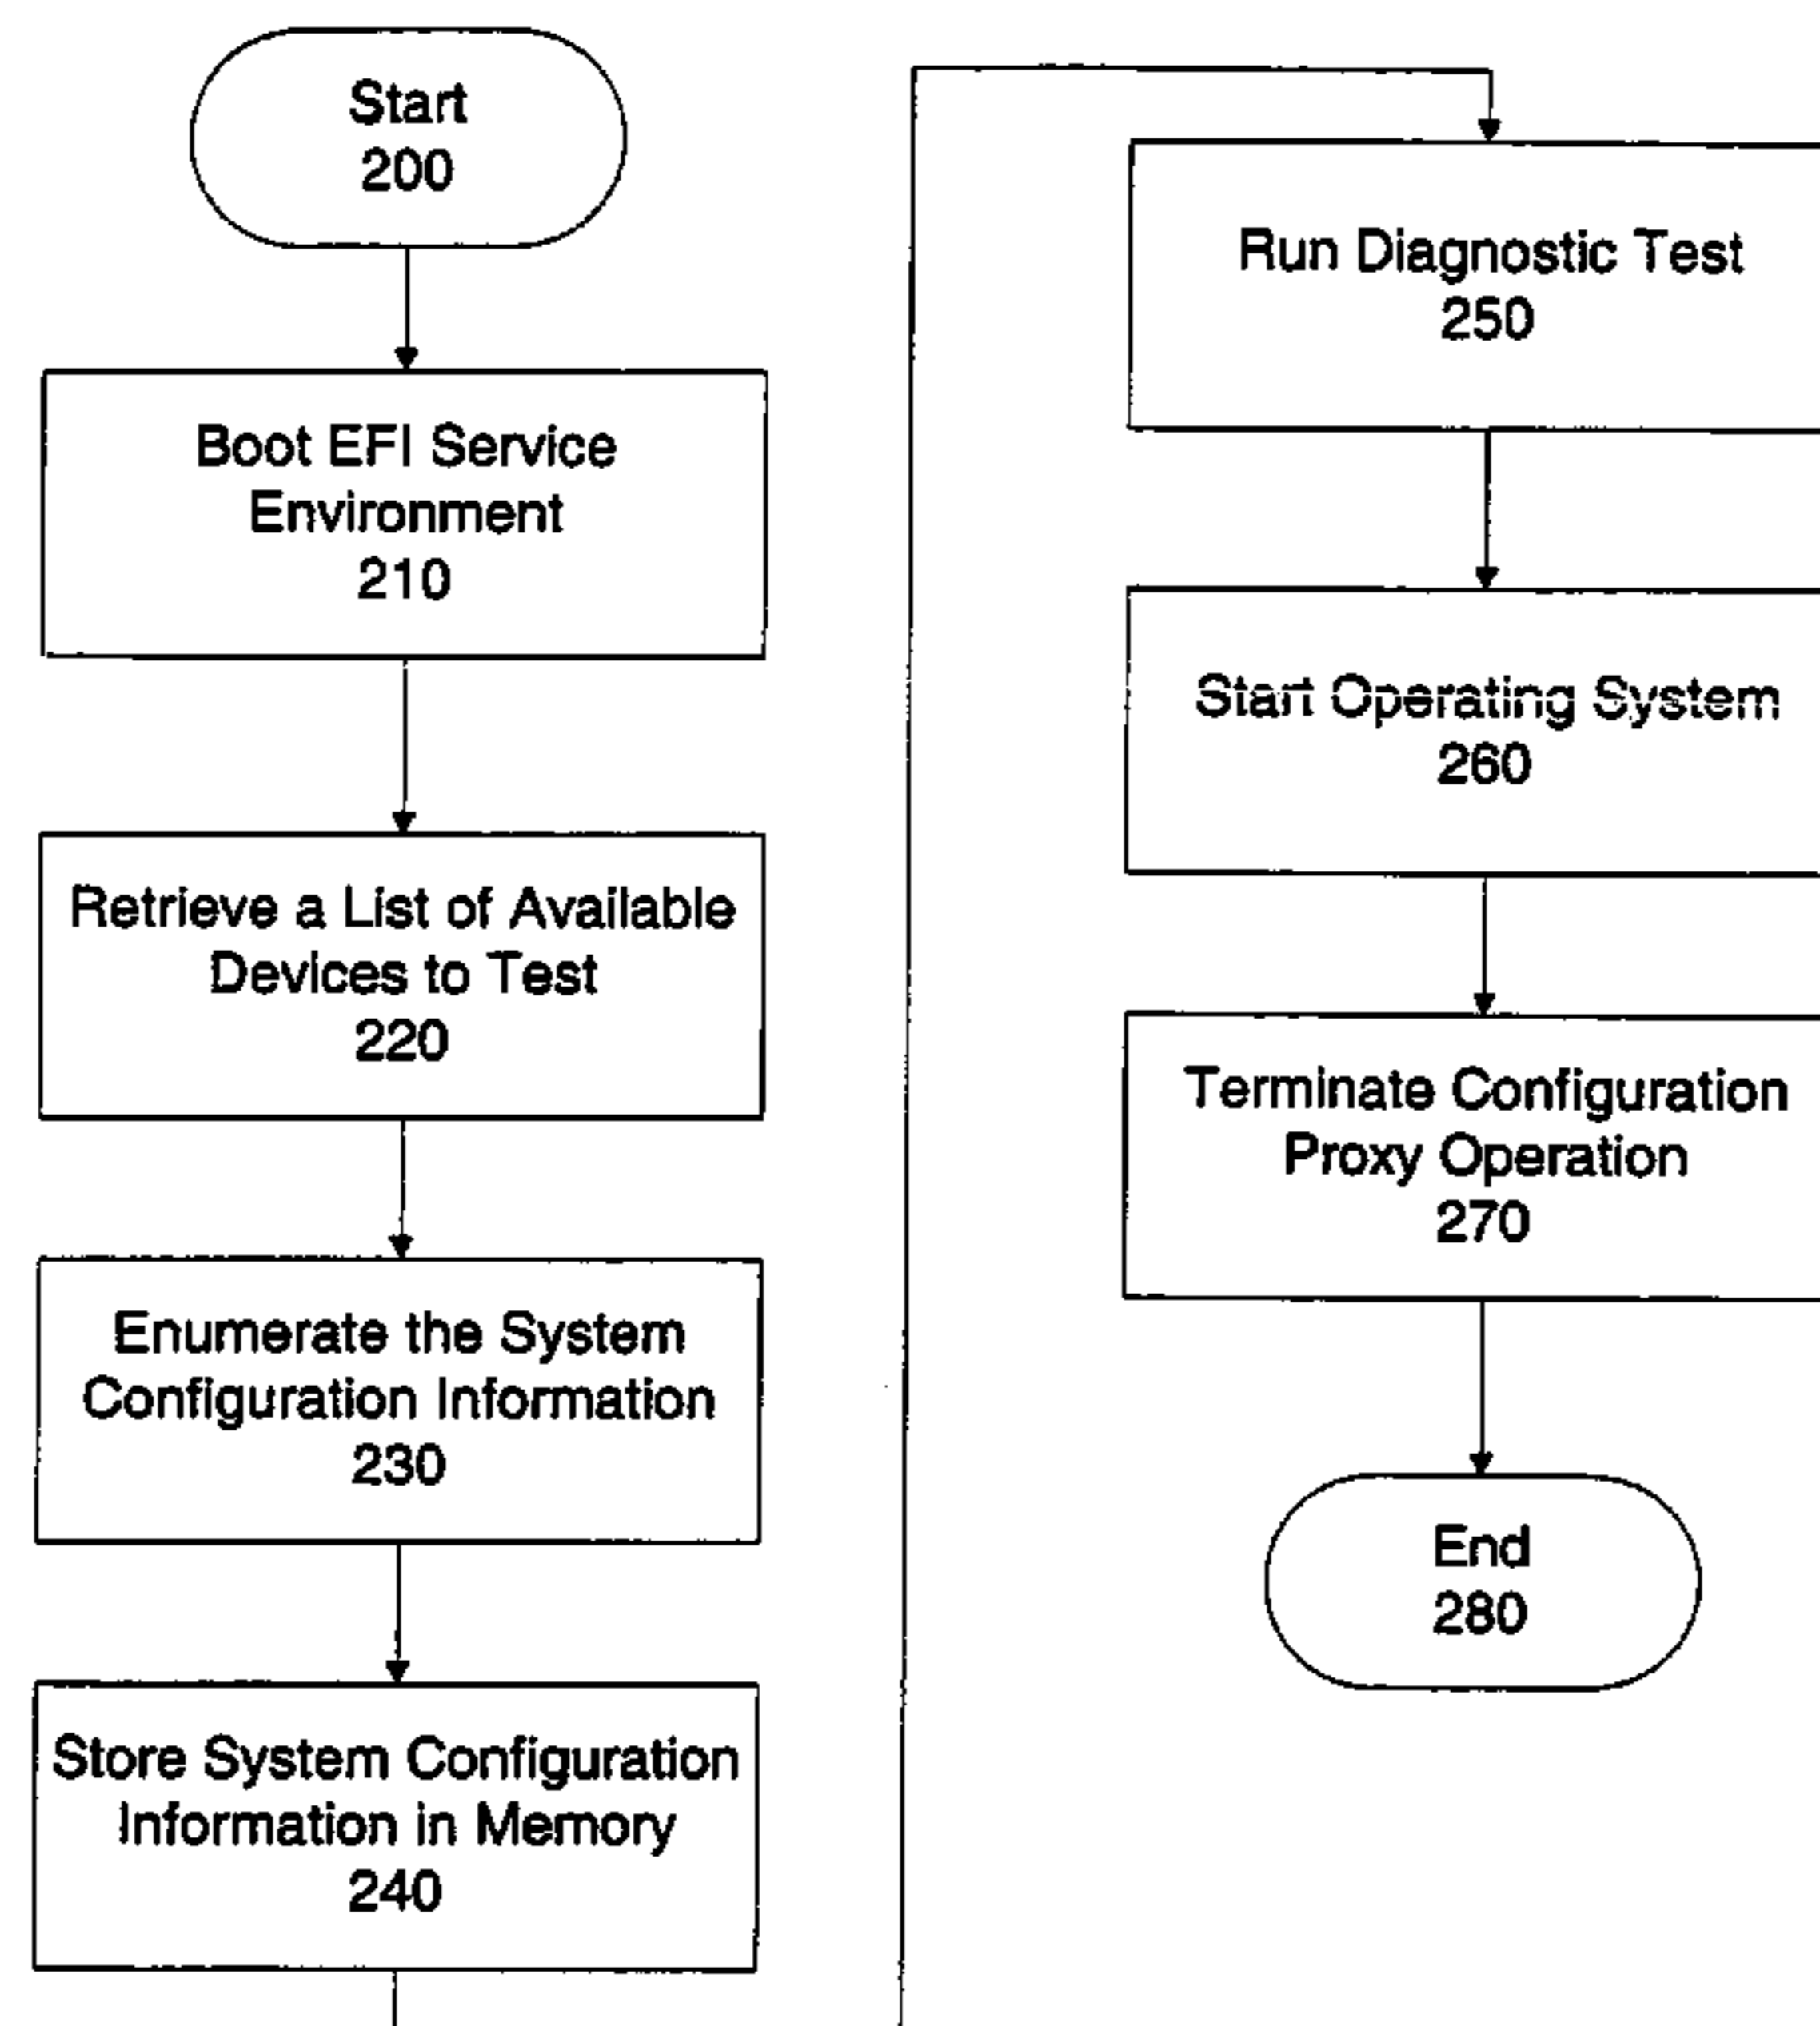 Start
200
Boot EFI Service
Environment
210
Retrieve a List of Available
Devices to Test
220
Enumerate the System
Configuration Information
230
Store System Configuration
Information in Memory
240
Run Diagnostic Test
250
Start Operating System
260
Terminate Configuration
Proxy Operation
270
End
280